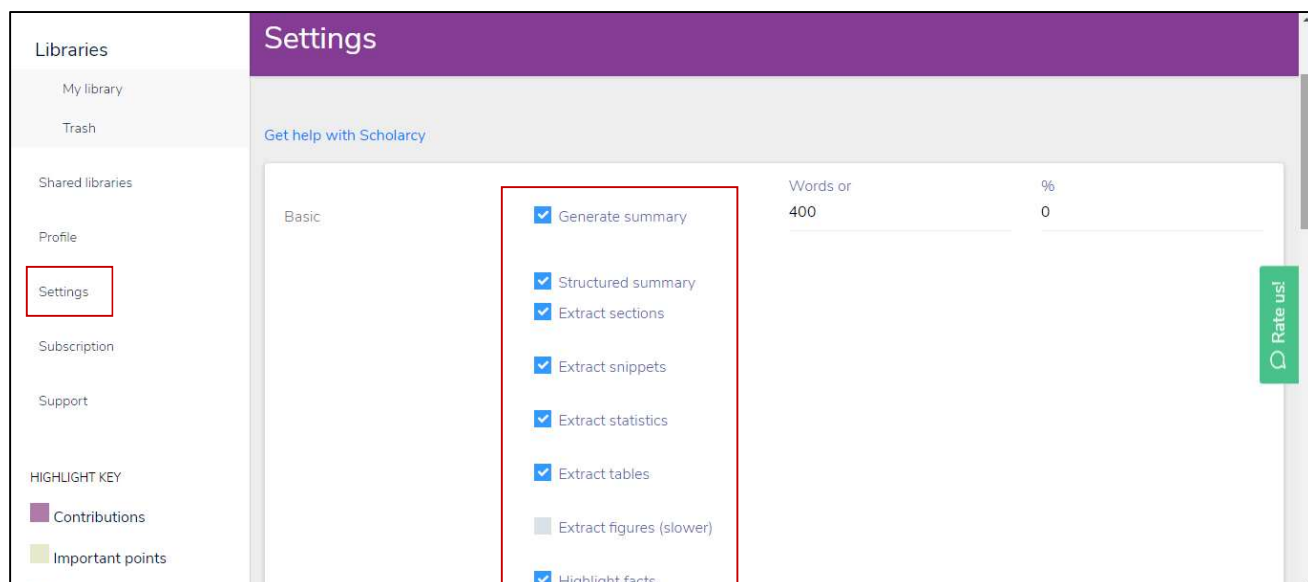 Libraries
My library
Trash
Shared libraries
Profile
Settings
Subscription
Support
HIGHLIGHT KEY
Contributions
Important points
Settings
Get help with Scholarcy
Basic
Generate summary
Words or
%
400
0
Structured summary
Extract sections
Extract snippets
Extract statistics
Extract tables
Extract figures (slower)
Highlight facts
Rate us!